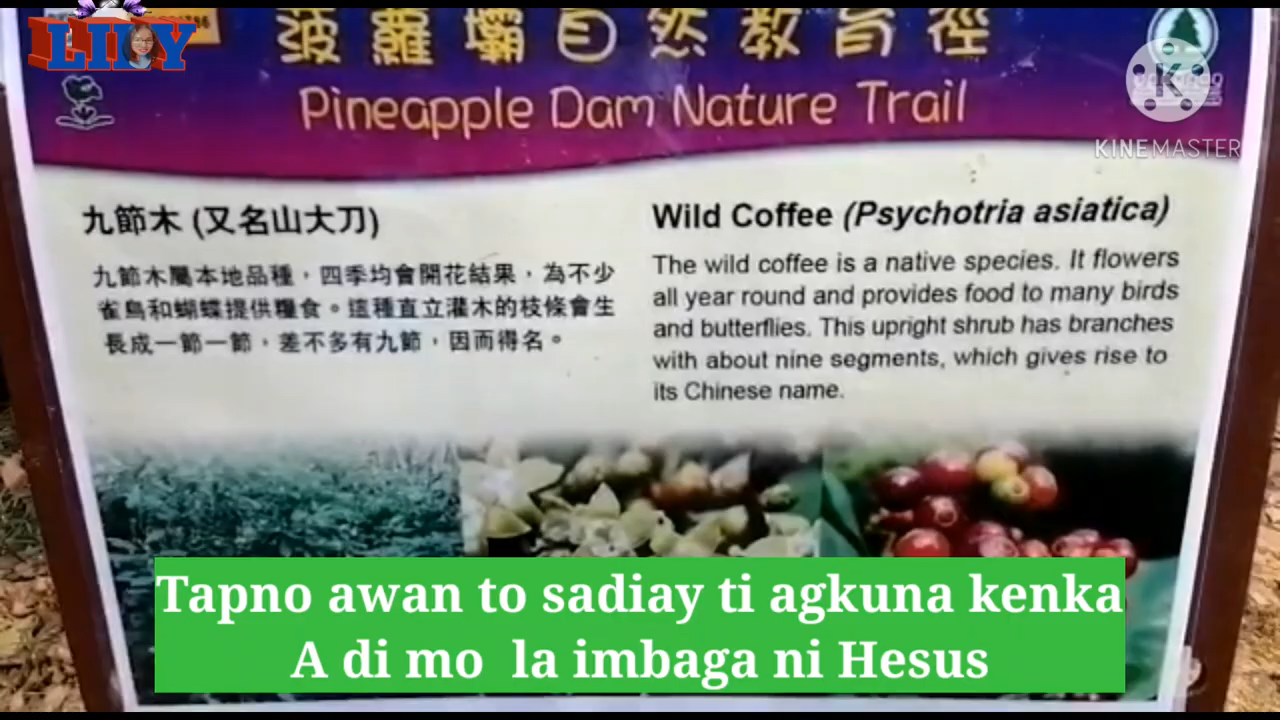 LILY
菠蘿壩自然教育徑
Pineapple Dam Nature Trail
KINEMASTER
九節木 (又名山大刀)
九節木屬本地品種，四季均會開花結果，為不少
雀鳥和蝴蝶提供糧食。這種直立灌木的枝條會生
長成一節一節，差不多有九節，因而得名。
Wild Coffee (Psychotria asiatica)
The wild coffee is a native species. It flowers
all year round and provides food to many birds
and butterflies. This upright shrub has branches
with about nine segments, which gives rise to
its Chinese name.
Tapno awan to sadiay ti agkuna kenka
A di mo la imbaga ni Hesus